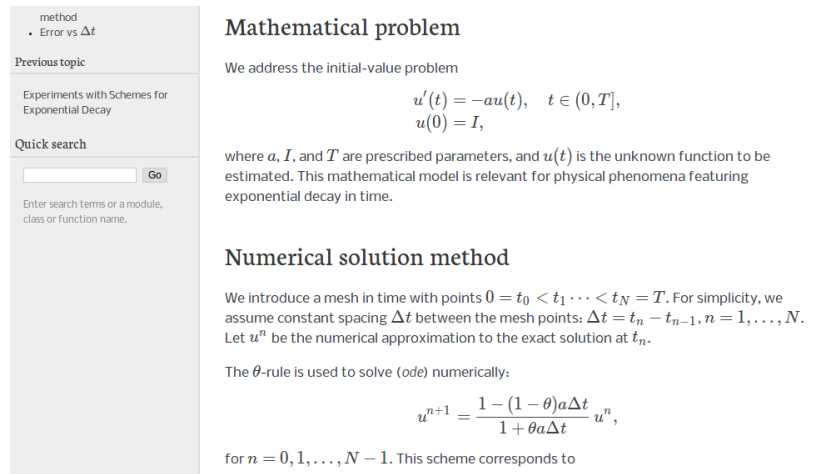 method
• Error vs Δt
Previous topic
Experiments with Schemes for
Exponential Decay
Quick search
Go
Enter search terms or a module,
class or function name.
Mathematical problem
We address the initial-value problem
u′(t) = −au(t), t ∈ (0, T],
u(0) = I,
where a, I, and T are prescribed parameters, and u(t) is the unknown function to be
estimated. This mathematical model is relevant for physical phenomena featuring
exponential decay in time.
Numerical solution method
We introduce a mesh in time with points 0 = t₀ < t₁ ⋯ < t_N = T. For simplicity, we
assume constant spacing Δt between the mesh points: Δt = tₙ − tₙ₋₁, n = 1, …, N.
Let uⁿ be the numerical approximation to the exact solution at tₙ.
The θ-rule is used to solve (ode) numerically:
uⁿ⁺¹ = (1 − (1 − θ)aΔt)/(1 + θaΔt) uⁿ,
for n = 0, 1, …, N − 1. This scheme corresponds to